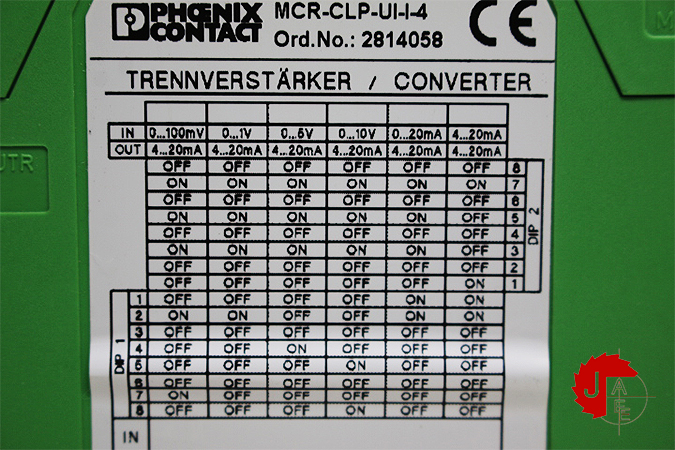 PHŒNIX CONTACT
MCR-CLP-UI-I-4
Ord.No.: 2814058
CE
TRENNVERSTÄRKER / CONVERTER
IN 0...100mV 0...1V 0...5V 0...10V 0...20mA 4...20mA
OUT 4...20mA 4...20mA 4...20mA 4...20mA 4...20mA 4...20mA
OFF OFF OFF OFF OFF OFF 8
ON ON ON ON ON OFF 7
OFF OFF OFF OFF OFF OFF 6
ON ON ON ON OFF OFF 5
OFF OFF OFF OFF OFF OFF 4
ON ON ON ON ON OFF 3
OFF OFF OFF OFF OFF OFF 2
OFF OFF OFF OFF OFF ON 1
DIP 2
DIP 1
1 OFF OFF OFF OFF ON ON
2 ON ON OFF OFF ON ON
3 OFF OFF OFF OFF OFF OFF
4 OFF OFF ON OFF OFF OFF
5 OFF OFF OFF ON OFF OFF
6 OFF OFF OFF OFF OFF OFF
7 ON OFF OFF OFF OFF OFF
8 OFF OFF OFF ON OFF OFF
IN
UTR
M